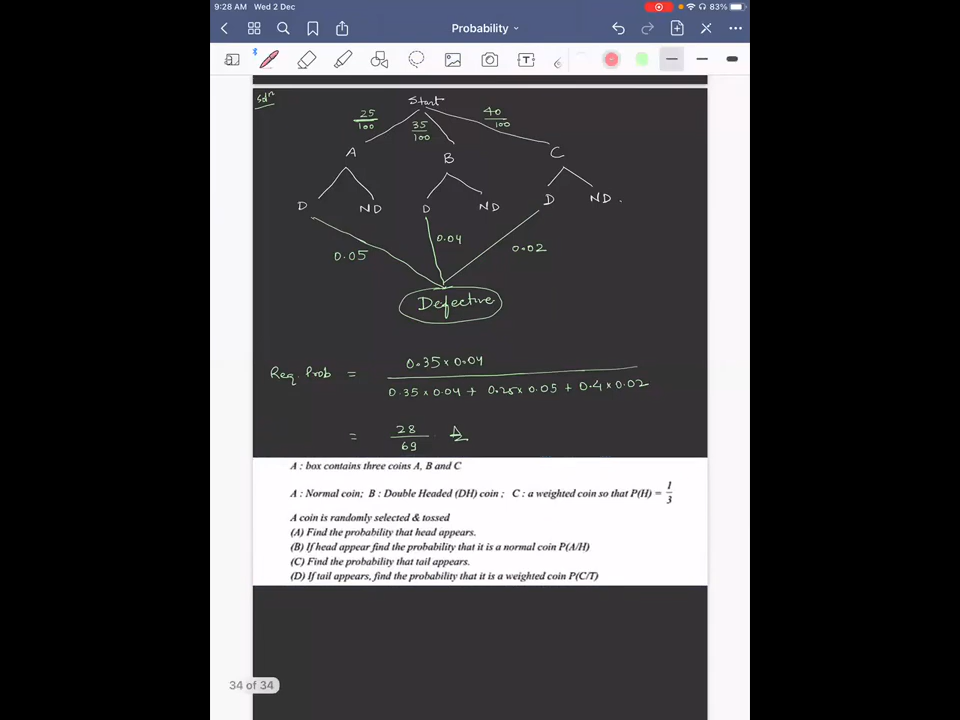 9:28 AM Wed 2 Dec 83%
Probability
T
Soln
Start
25/100 35/100 40/100
A B C
D ND D ND D ND.
0.05 0.04 0.02
Defective
Req. Prob = 0.35 × 0.04 / 0.35 × 0.04 + 0.25 × 0.05 + 0.4 × 0.02
= 28/69
A : box contains three coins A, B and C
A : Normal coin; B : Double Headed (DH) coin ; C : a weighted coin so that P(H) = 1/3
A coin is randomly selected & tossed
(A) Find the probability that head appears.
(B) If head appear find the probability that it is a normal coin P(A/H)
(C) Find the probability that tail appears.
(D) If tail appears, find the probability that it is a weighted coin P(C/T)
34 of 34